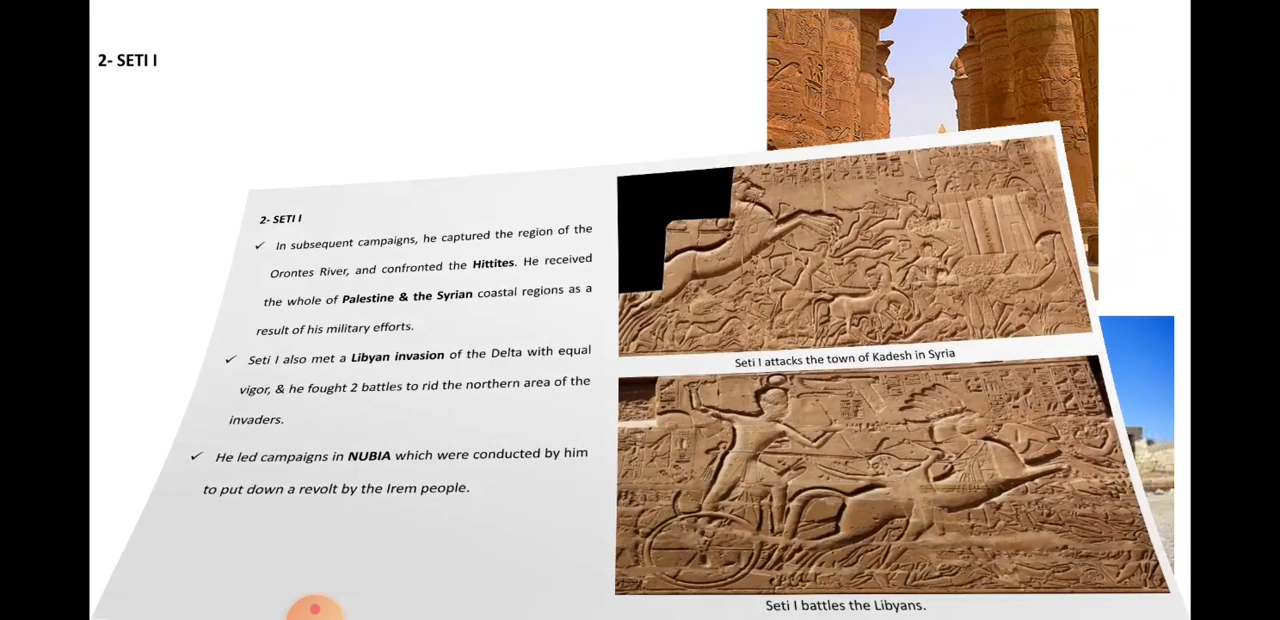 2- SETI I
2- SETI I
✓ In subsequent campaigns, he captured the region of the
Orontes River, and confronted the Hittites. He received
the whole of Palestine & the Syrian coastal regions as a
result of his military efforts.
✓ Seti I also met a Libyan invasion of the Delta with equal
vigor, & he fought 2 battles to rid the northern area of the
invaders.
✓ He led campaigns in NUBIA which were conducted by him
to put down a revolt by the Irem people.
Seti I attacks the town of Kadesh in Syria
Seti I battles the Libyans.